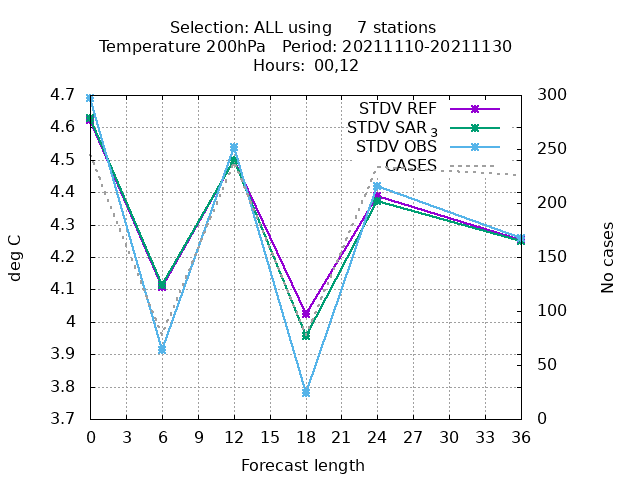 Selection: ALL using     7 stations
Temperature 200hPa   Period: 20211110-20211130
Hours:  00,12
STDV REF
STDV SAR 3
STDV OBS
CASES
4.7
4.6
4.5
4.4
4.3
4.2
4.1
4
3.9
3.8
3.7
deg C
300
250
200
150
100
50
0
No cases
0 3 6 9 12 15 18 21 24 27 30 33 36
Forecast length